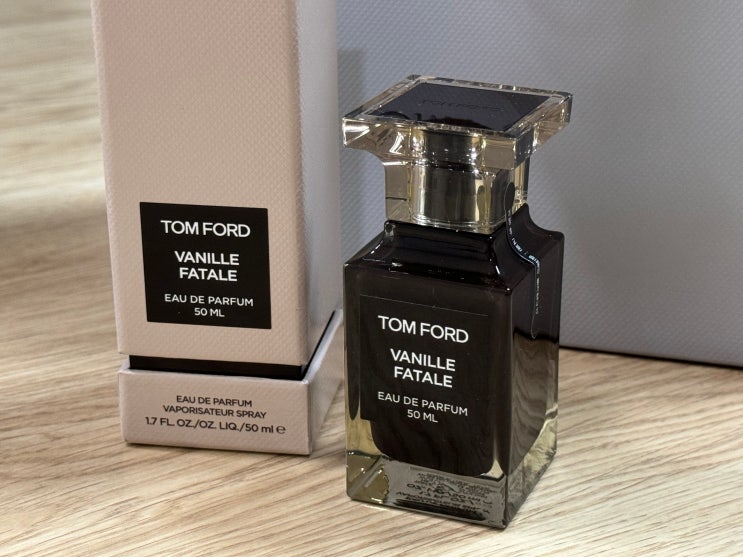 TOM FORD
VANILLE
FATALE
EAU DE PARFUM
50 ML
EAU DE PARFUM
VAPORISATEUR SPRAY
1.7 FL. OZ./OZ. LIQ./50 ml ℮
TOM FORD
VANILLE
FATALE
EAU DE PARFUM
50 ML